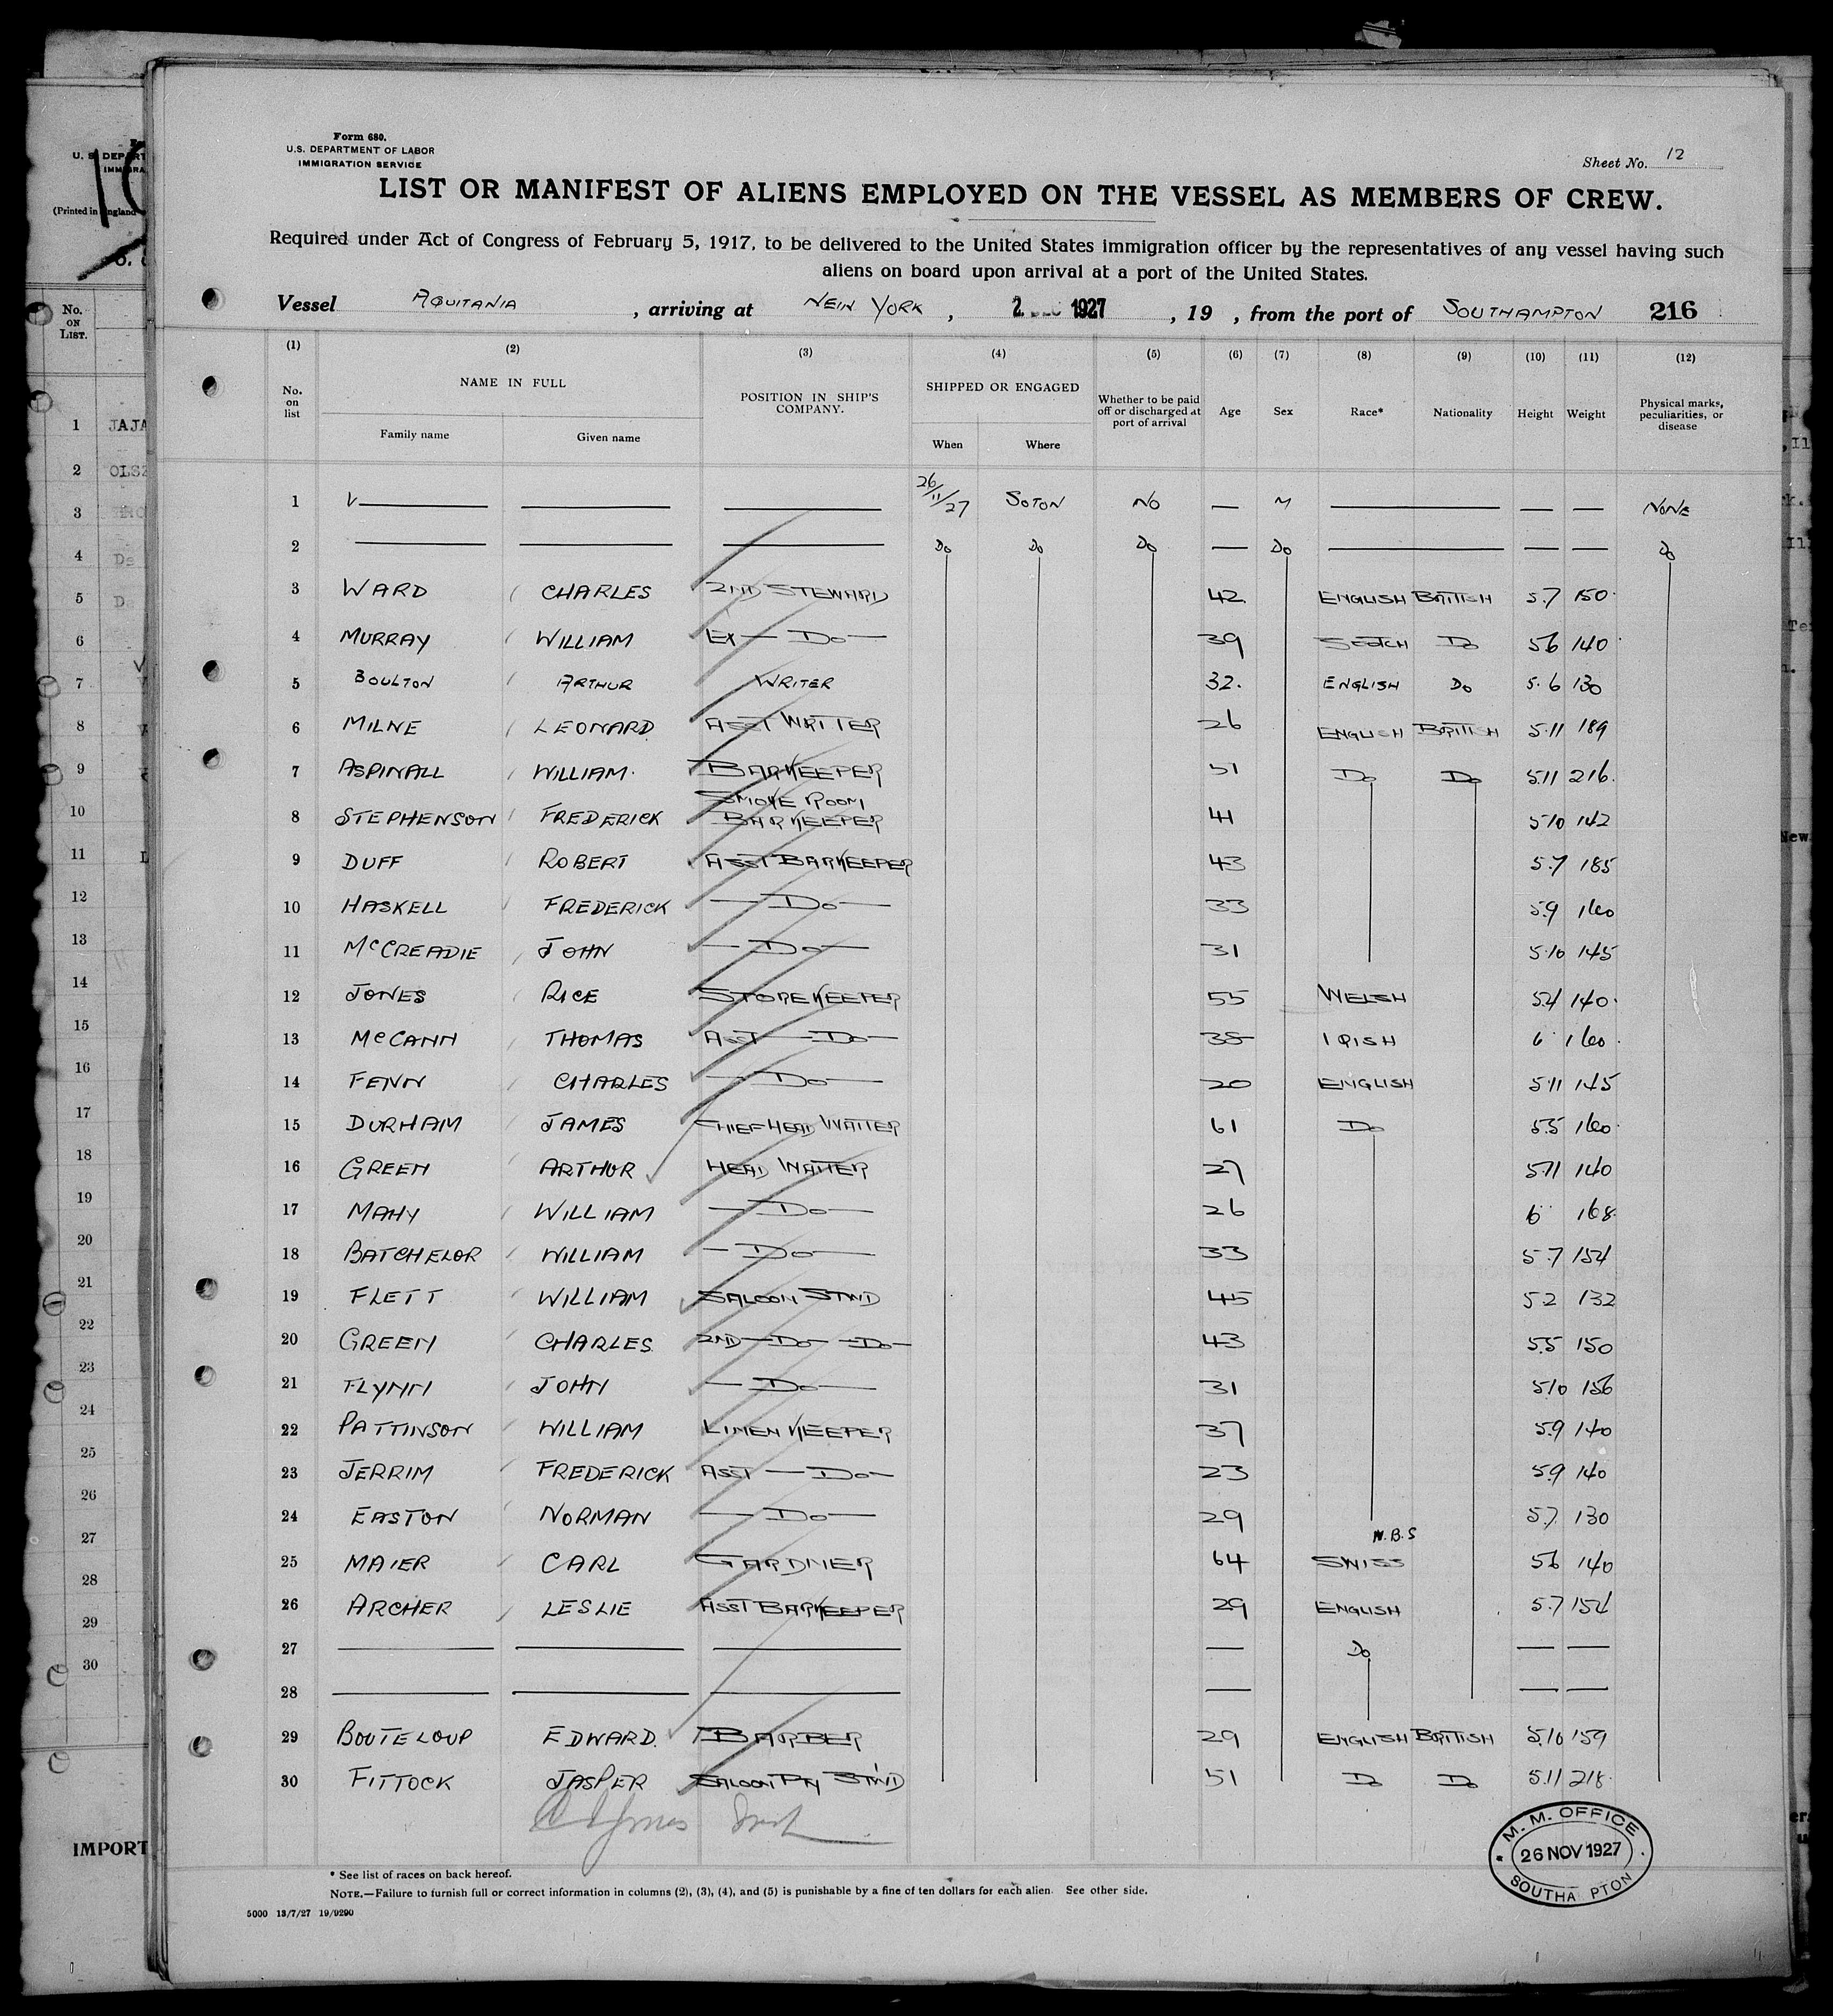 Form 680.
U.S. DEPARTMENT OF LABOR
IMMIGRATION SERVICE
Sheet No. 12
LIST OR MANIFEST OF ALIENS EMPLOYED ON THE VESSEL AS MEMBERS OF CREW.
Required under Act of Congress of February 5, 1917, to be delivered to the United States immigration officer by the representatives of any vessel having such
aliens on board upon arrival at a port of the United States.
Vessel AQUITANIA, arriving at NEW YORK, 2 DEC 1927, 19 , from the port of SOUTHAMPTON 216
(1) (2) (3) (4) (5) (6) (7) (8) (9) (10) (11) (12)
No. on list NAME IN FULL Family name Given name POSITION IN SHIP'S COMPANY. SHIPPED OR ENGAGED When Where Whether to be paid off or discharged at port of arrival Age Sex Race* Nationality Height Weight Physical marks, peculiarities, or disease
1 26/11/27 SOTON NO — M — — NONE
2 — — — Do Do Do — Do — — — Do
3 WARD CHARLES 2ND STEWARD 42 ENGLISH BRITISH 5.7 150
4 MURRAY WILLIAM EX — Do — 39 SCOTCH Do 5 6 140
5 BOULTON ARTHUR WRITER 32. ENGLISH Do 5.6 130
6 MILNE LEONARD ASST WRITER 26 ENGLISH BRITISH 5.11 189
7 ASPINALL WILLIAM BARKEEPER 51 Do Do 5.11 216
8 STEPHENSON FREDERICK SMOKE ROOM BARKEEPER 41 5.10 142
9 DUFF ROBERT ASST BARKEEPER 43 5.7 185
10 HASKELL FREDERICK — Do — 33 5.9 160
11 McCREADIE JOHN — Do — 31 5.10 145
12 JONES RICE STOREKEEPER 55 WELSH 5.4 140
13 McCANN THOMAS ASST — Do — 38 IRISH 6 160
14 FENN CHARLES — Do — 20 ENGLISH 5.11 145
15 DURHAM JAMES CHIEF HEAD WAITER 61 Do 5.5 160
16 GREEN ARTHUR HEAD WAITER 27 5.11 140
17 MAHY WILLIAM — Do — 26 6 168
18 BATCHELOR WILLIAM — Do — 33 5.7 154
19 FLETT WILLIAM SALOON STWD 45 5.2 132
20 GREEN CHARLES 2ND — Do — Do — 43 5.5 150
21 FLYNN JOHN — Do — 31 5.10 156
22 PATTINSON WILLIAM LINEN KEEPER 37 5.9 140
23 JERRIM FREDERICK ASST — Do — 23 5.9 140
24 EASTON NORMAN — Do — 29 5.7 130
25 MAIER CARL GARDNER 64 SWISS N.B.S 5.6 140
26 ARCHER LESLIE ASST BARKEEPER 29 ENGLISH 5.7 154
27 — — — — Do — —
28 — — — — — —
29 BOUTELOUP EDWARD. BARBER 29 ENGLISH BRITISH 5.10 159
30 FITTOCK JASPER SALOON PY STWD 51 Do Do 5.11 218
M. M. OFFICE
26 NOV 1927
SOUTHA PTON
* See list of races on back hereof.
NOTE.—Failure to furnish full or correct information in columns (2), (3), (4), and (5) is punishable by a fine of ten dollars for each alien. See other side.
5000 13/7/27 19/9290